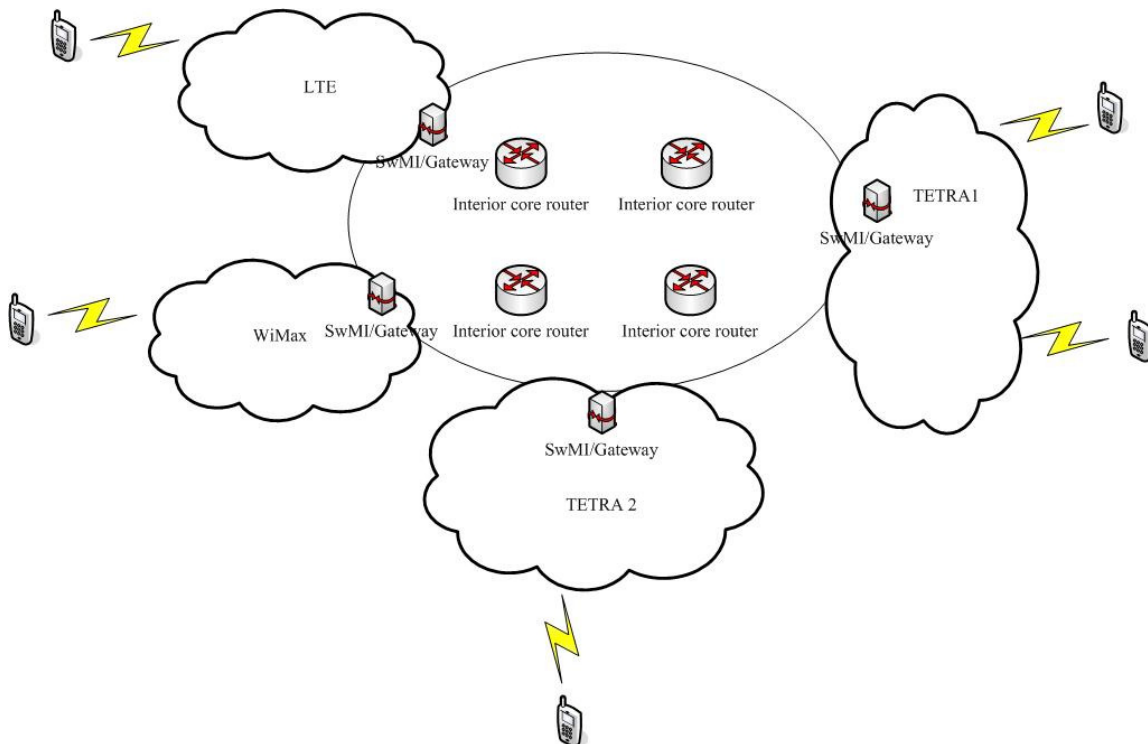 LTE
SwMI/Gateway
Interior core router
Interior core router
TETRA1
SwMI/Gateway
WiMax
SwMI/Gateway
Interior core router
Interior core router
SwMI/Gateway
TETRA 2